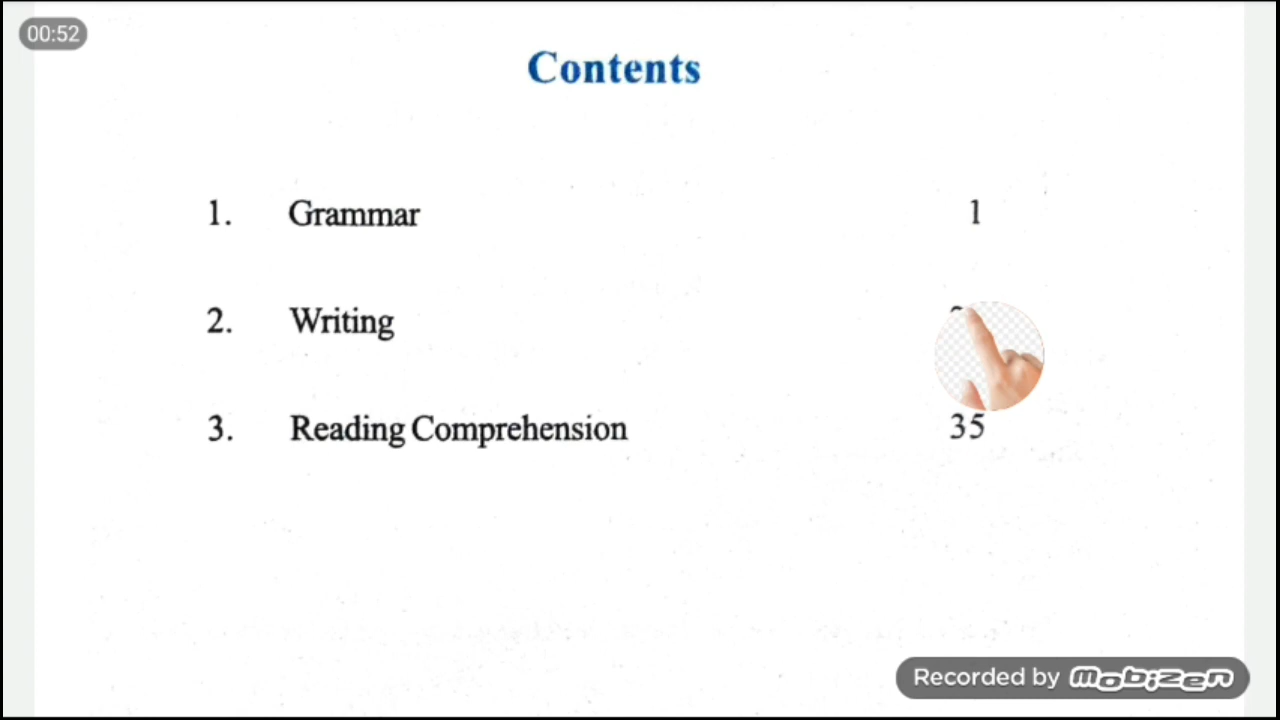 00:52
Contents
1. Grammar 1
2. Writing
3. Reading Comprehension 35
Recorded by mobizen